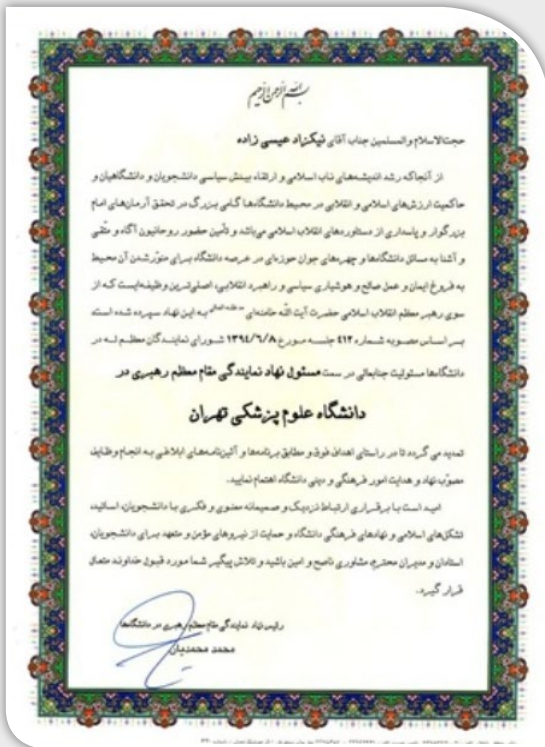 بسم الله الرحمن الرحیم
حجت‌الاسلام والمسلمین جناب آقای نیکزاد عیسی زاده
از آنجاکه رشد اندیشه‌های ناب اسلامی و ارتقاء بینش سیاسی دانشجویان و دانشگاهیان و
حاکمیت ارزش‌های اسلامی و انقلابی در محیط دانشگاه‌ها گامی بزرگ در تحقق آرمان‌های امام
بزرگوار و پاسداری از دستاوردهای انقلاب اسلامی می‌باشد و تأمین حضور روحانیون آگاه و متّقی
و آشنا به مسائل دانشگاه‌ها و چهره‌های جوان حوزه‌ای در عرصه دانشگاه برای منوّر شدن آن محیط
به فروغ ایمان و عمل صالح و هوشیاری سیاسی و راهبرد انقلابی، اصلی‌ترین وظیفه‌ایست که از
سوی رهبر معظم انقلاب اسلامی حضرت آیت اللّه خامنه‌ای به این نهاد سپرده شده است،
بر اساس مصوبه شماره ۴۱۲ جلسه مورخ ۱۳۹۴/۶/۸ شورای نمایندگان معظم له در
دانشگاه‌ها مسئولیت جنابعالی در سمت مسئول نهاد نمایندگی مقام معظم رهبری در
دانشگاه علوم پزشکی تهران
تمدید می گردد تا در راستای اهداف فوق و مطابق برنامه‌ها و آئین‌نامه‌های ابلاغی به انجام وظایف
مصوّب نهاد و هدایت امور فرهنگی و دینی دانشگاه اهتمام نمایید.
امید است با برقراری ارتباط نزدیک و صمیمانه معنوی و فکری با دانشجویان، اساتید،
تشکل‌های اسلامی و نهادهای فرهنگی دانشگاه و حمایت از نیروهای مؤمن و متعهد برای دانشجویان،
استادان و مدیران محترم، مشاوری ناصح و امین باشید و تلاش پیگیر شما مورد قبول خداوند متعال
قرار گیرد.
رئیس نهاد نمایندگی مقام معظم رهبری در دانشگاه‌ها
محمد محمدیان